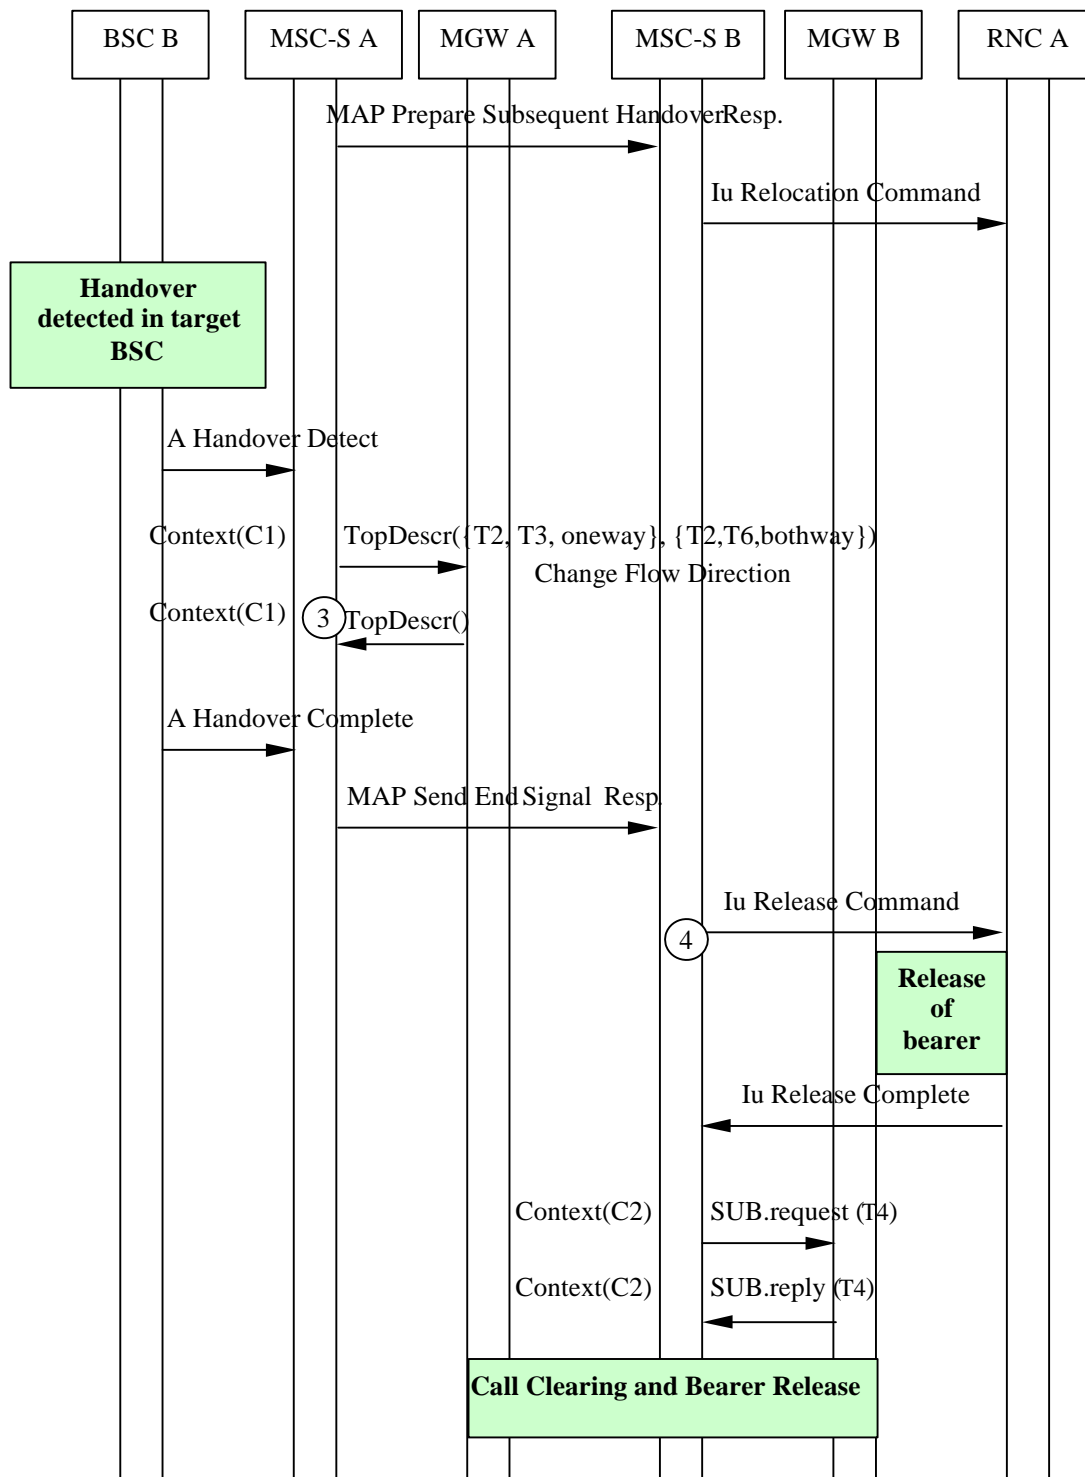 BSC B
MSC-S A
MGW A
MSC-S B
MGW B
RNC A
MAP Prepare Subsequent HandoverResp.
Iu Relocation Command
Handover
detected in target
BSC
A Handover Detect
Context(C1)
TopDescr({T2, T3, oneway}, {T2,T6,bothway})
Change Flow Direction
Context(C1)
3
TopDescr()
A Handover Complete
MAP Send End Signal Resp.
Iu Release Command
4
Release
of
bearer
Iu Release Complete
Context(C2)
SUB.request (T4)
Context(C2)
SUB.reply (T4)
Call Clearing and Bearer Release